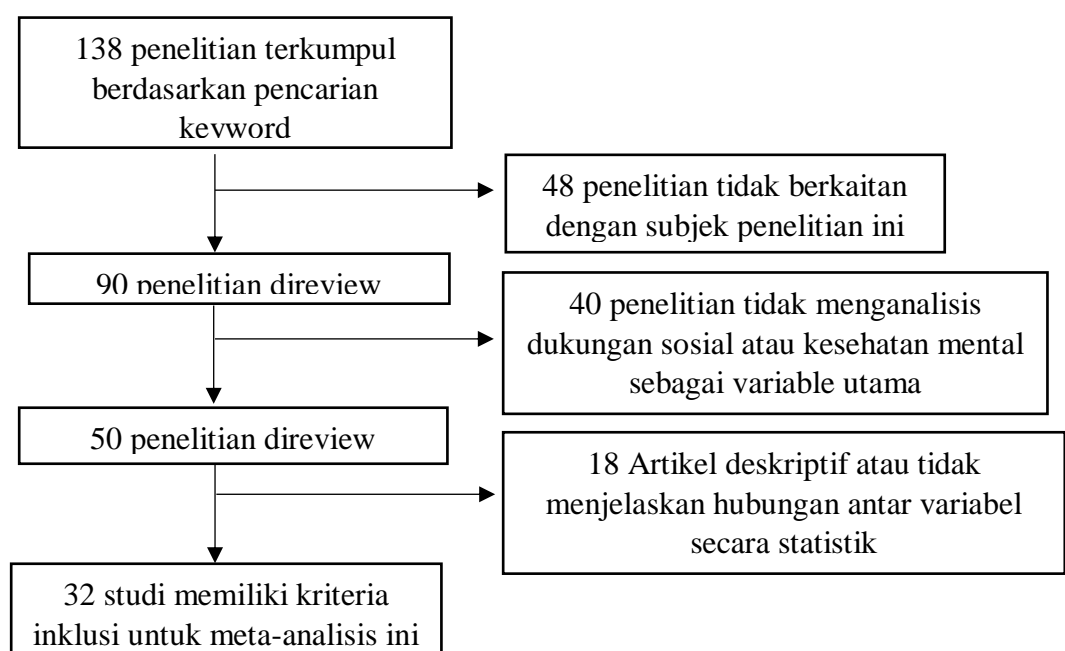 138 penelitian terkumpul
berdasarkan pencarian
keyword
48 penelitian tidak berkaitan
dengan subjek penelitian ini
90 penelitian direview
40 penelitian tidak menganalisis
dukungan sosial atau kesehatan mental
sebagai variable utama
50 penelitian direview
18 Artikel deskriptif atau tidak
menjelaskan hubungan antar variabel
secara statistik
32 studi memiliki kriteria
inklusi untuk meta-analisis ini